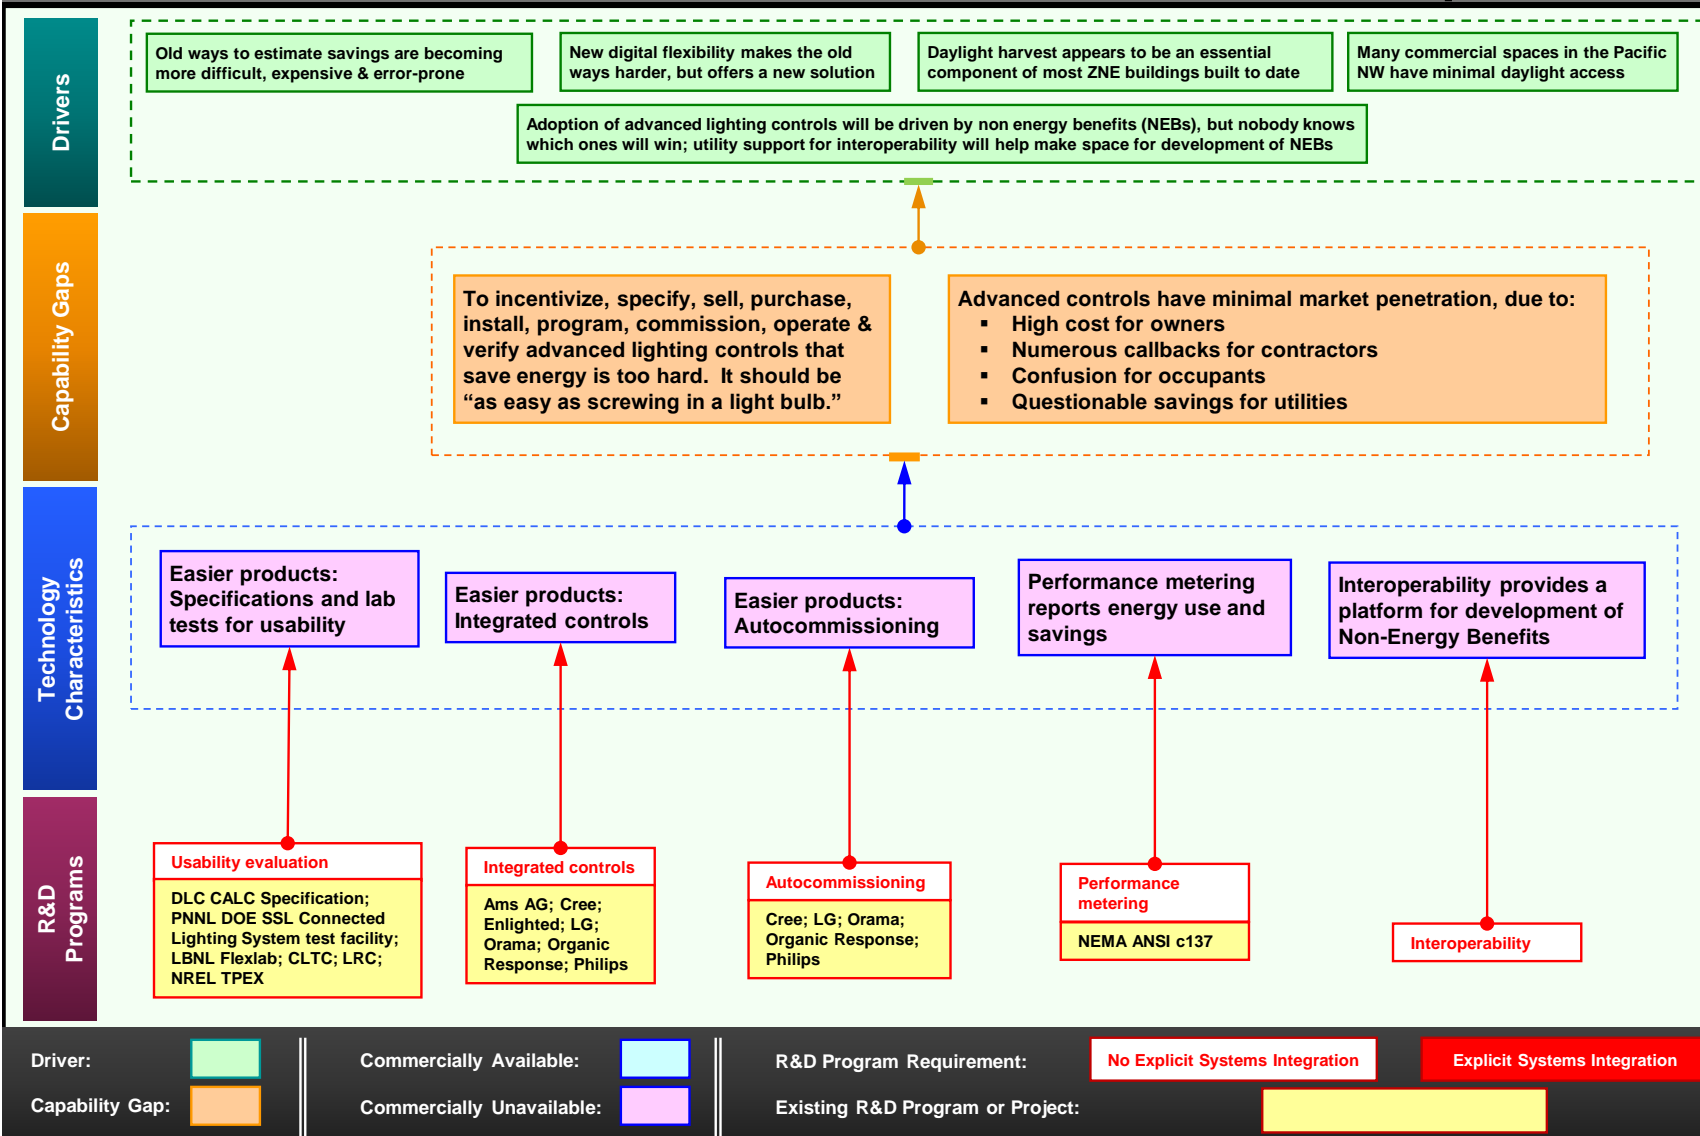 Drivers
Old ways to estimate savings are becoming
more difficult, expensive & error-prone
New digital flexibility makes the old
ways harder, but offers a new solution
Daylight harvest appears to be an essential
component of most ZNE buildings built to date
Many commercial spaces in the Pacific
NW have minimal daylight access
Adoption of advanced lighting controls will be driven by non energy benefits (NEBs), but nobody knows
which ones will win; utility support for interoperability will help make space for development of NEBs
Capability Gaps
To incentivize, specify, sell, purchase,
install, program, commission, operate &
verify advanced lighting controls that
save energy is too hard.  It should be
“as easy as screwing in a light bulb.”
Advanced controls have minimal market penetration, due to:
▪ High cost for owners
▪ Numerous callbacks for contractors
▪ Confusion for occupants
▪ Questionable savings for utilities
Technology
Characteristics
Easier products:
Specifications and lab
tests for usability
Easier products:
Integrated controls
Easier products:
Autocommissioning
Performance metering
reports energy use and
savings
Interoperability provides a
platform for development of
Non-Energy Benefits
R&D
Programs
Usability evaluation
DLC CALC Specification;
PNNL DOE SSL Connected
Lighting System test facility;
LBNL Flexlab; CLTC; LRC;
NREL TPEX
Integrated controls
Ams AG; Cree;
Enlighted; LG;
Orama; Organic
Response; Philips
Autocommissioning
Cree; LG; Orama;
Organic Response;
Philips
Performance
metering
NEMA ANSI c137
Interoperability
Driver:
Capability Gap:
Commercially Available:
Commercially Unavailable:
R&D Program Requirement:
No Explicit Systems Integration
Explicit Systems Integration
Existing R&D Program or Project: